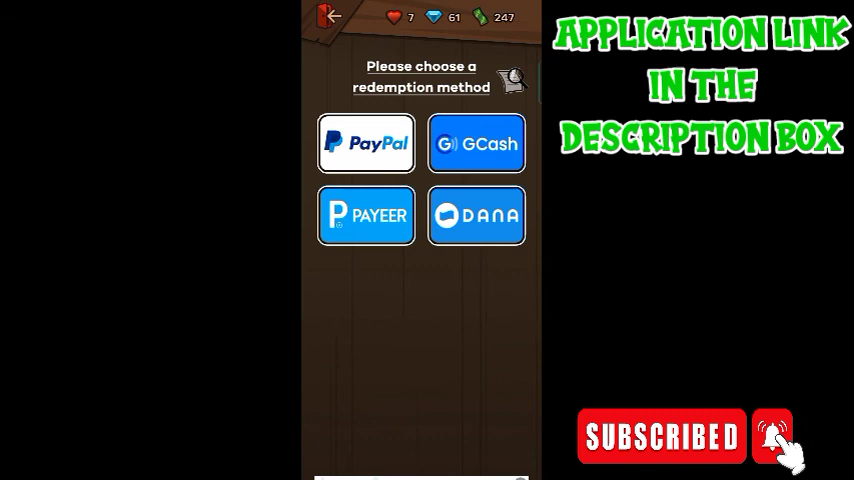 7 61 247
Please choose a
redemption method
PayPal GCash
PAYEER DANA
APPLICATION LINK
IN THE
DESCRIPTION BOX
SUBSCRIBED